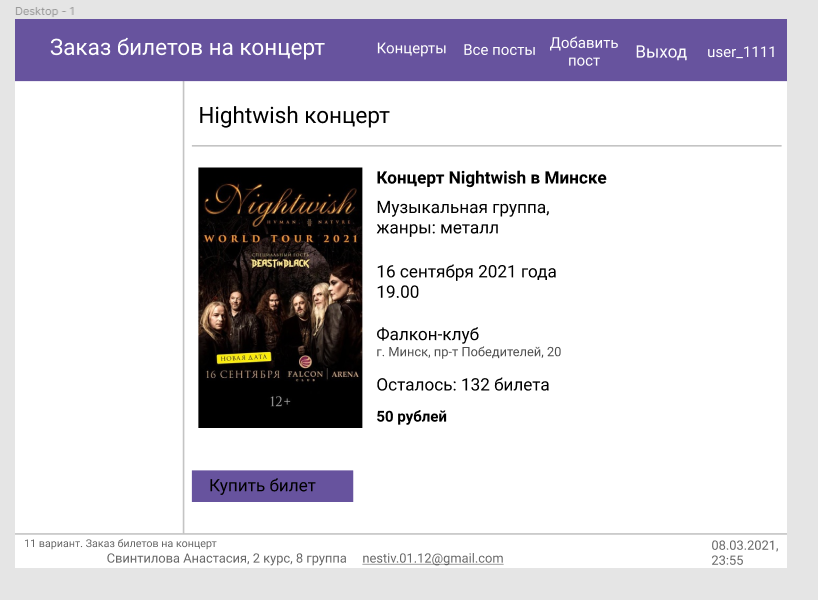 Desktop - 1
Заказ билетов на концерт
Концерты
Все посты
Добавить
пост
Выход
user_1111
Hightwish концерт
Nightwish
HUMAN. NATURE.
WORLD TOUR 2021
СПЕЦИАЛЬНЫЙ ГОСТЬ
BEAST IN BLACK
НОВАЯ ДАТА
16 СЕНТЯБРЯ
FALCON
CLUB
ARENA
12+
Концерт Nightwish в Минске
Музыкальная группа,
жанры: металл
16 сентября 2021 года
19.00
Фалкон-клуб
г. Минск, пр-т Победителей, 20
Осталось: 132 билета
50 рублей
Купить билет
11 вариант. Заказ билетов на концерт
Свинтилова Анастасия, 2 курс, 8 группа
nestiv.01.12@gmail.com
08.03.2021,
23:55